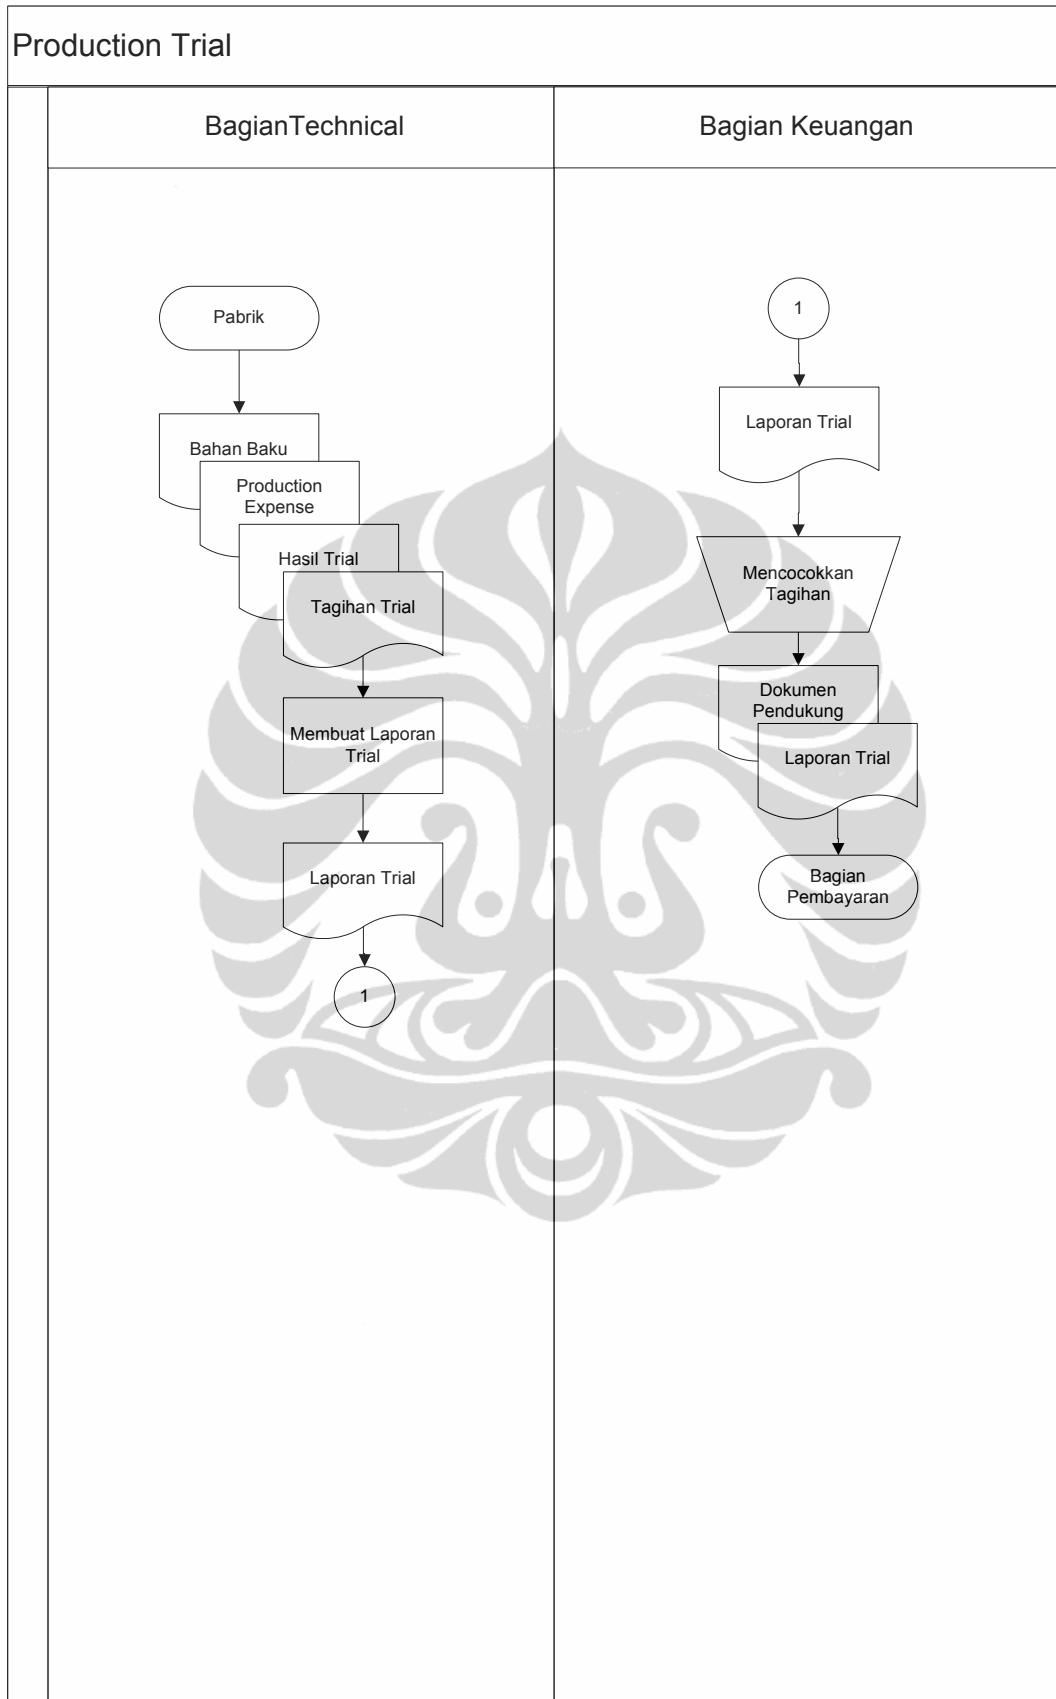 Production Trial
BagianTechnical
Bagian Keuangan
Pabrik
Bahan Baku
Production
Expense
Hasil Trial
Tagihan Trial
Membuat Laporan
Trial
Laporan Trial
1
1
Laporan Trial
Mencocokkan
Tagihan
Dokumen
Pendukung
Laporan Trial
Bagian
Pembayaran